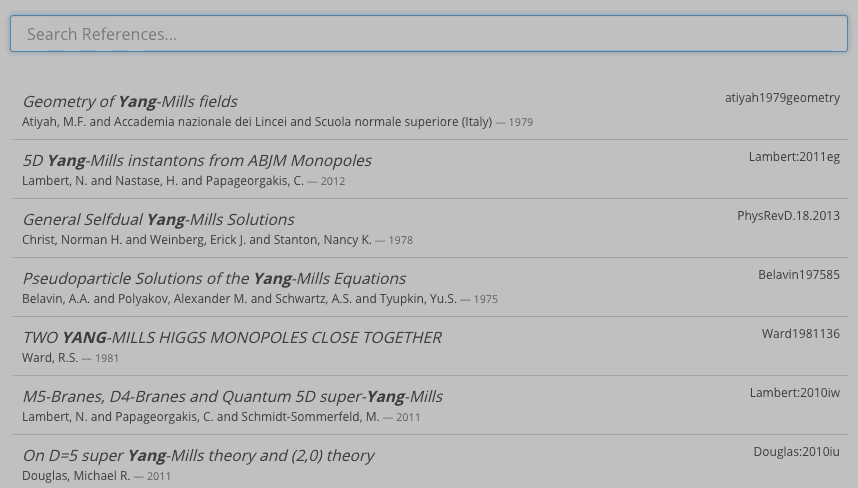 Search References...
Geometry of Yang-Mills fields
atiyah1979geometry
Atiyah, M.F. and Accademia nazionale dei Lincei and Scuola normale superiore (Italy) — 1979
5D Yang-Mills instantons from ABJM Monopoles
Lambert:2011eg
Lambert, N. and Nastase, H. and Papageorgakis, C. — 2012
General Selfdual Yang-Mills Solutions
PhysRevD.18.2013
Christ, Norman H. and Weinberg, Erick J. and Stanton, Nancy K. — 1978
Pseudoparticle Solutions of the Yang-Mills Equations
Belavin197585
Belavin, A.A. and Polyakov, Alexander M. and Schwartz, A.S. and Tyupkin, Yu.S. — 1975
TWO YANG-MILLS HIGGS MONOPOLES CLOSE TOGETHER
Ward1981136
Ward, R.S. — 1981
M5-Branes, D4-Branes and Quantum 5D super-Yang-Mills
Lambert:2010iw
Lambert, N. and Papageorgakis, C. and Schmidt-Sommerfeld, M. — 2011
On D=5 super Yang-Mills theory and (2,0) theory
Douglas:2010iu
Douglas, Michael R. — 2011